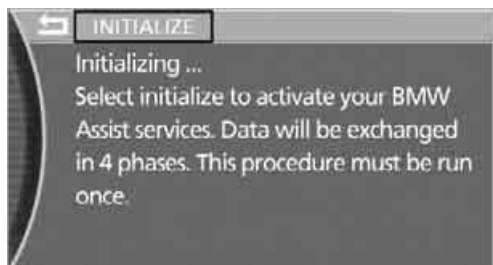 INITIALIZE
Initializing ...
Select initialize to activate your BMW
Assist services. Data will be exchanged
in 4 phases. This procedure must be run
once.